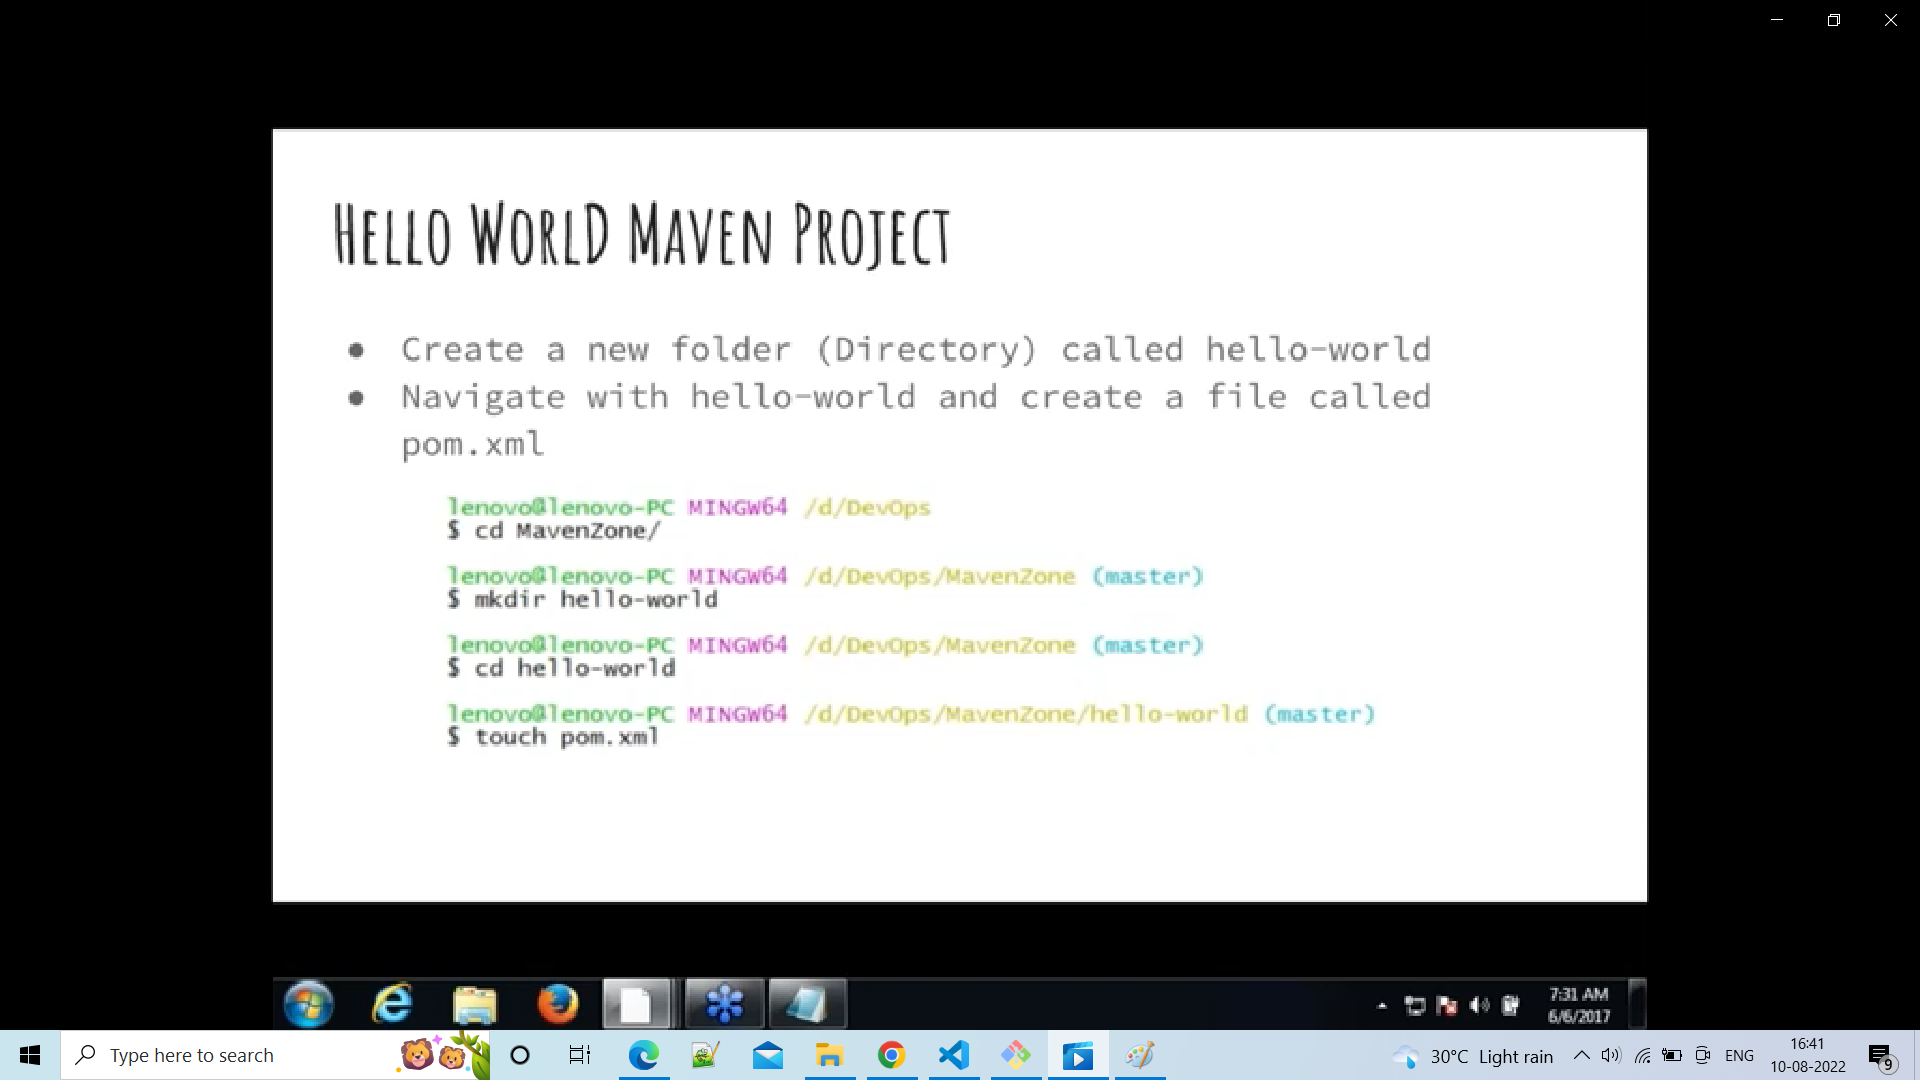 Hello World Maven Project
● Create a new folder (Directory) called hello-world
● Navigate with hello-world and create a file called
pom.xml
lenovo@lenovo-PC MINGW64 /d/DevOps
$ cd MavenZone/
lenovo@lenovo-PC MINGW64 /d/DevOps/MavenZone (master)
$ mkdir hello-world
lenovo@lenovo-PC MINGW64 /d/DevOps/MavenZone (master)
$ cd hello-world
lenovo@lenovo-PC MINGW64 /d/DevOps/MavenZone/hello-world (master)
$ touch pom.xml
7:31 AM
6/6/2017
Type here to search
30°C Light rain
ENG
16:41
10-08-2022
9